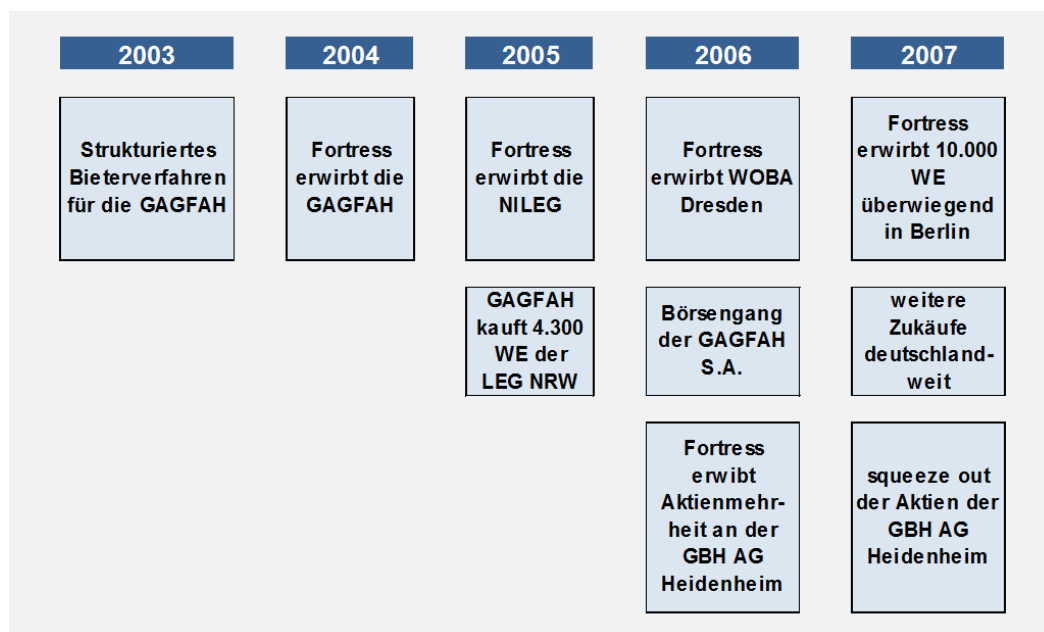 2003
Strukturiertes
Bieterverfahren
für die GAGFAH
2004
Fortress
erwirbt die
GAGFAH
2005
Fortress
erwirbt die
NILEG
GAGFAH
kauft 4.300
WE der
LEG NRW
2006
Fortress
erwirbt WOBA
Dresden
Börsengang
der GAGFAH
S.A.
Fortress
erwibt
Aktienmehr-
heit an der
GBH AG
Heidenheim
2007
Fortress
erwirbt 10.000
WE
überwiegend
in Berlin
weitere
Zukäufe
deutschland-
weit
squeeze out
der Aktien der
GBH AG
Heidenheim